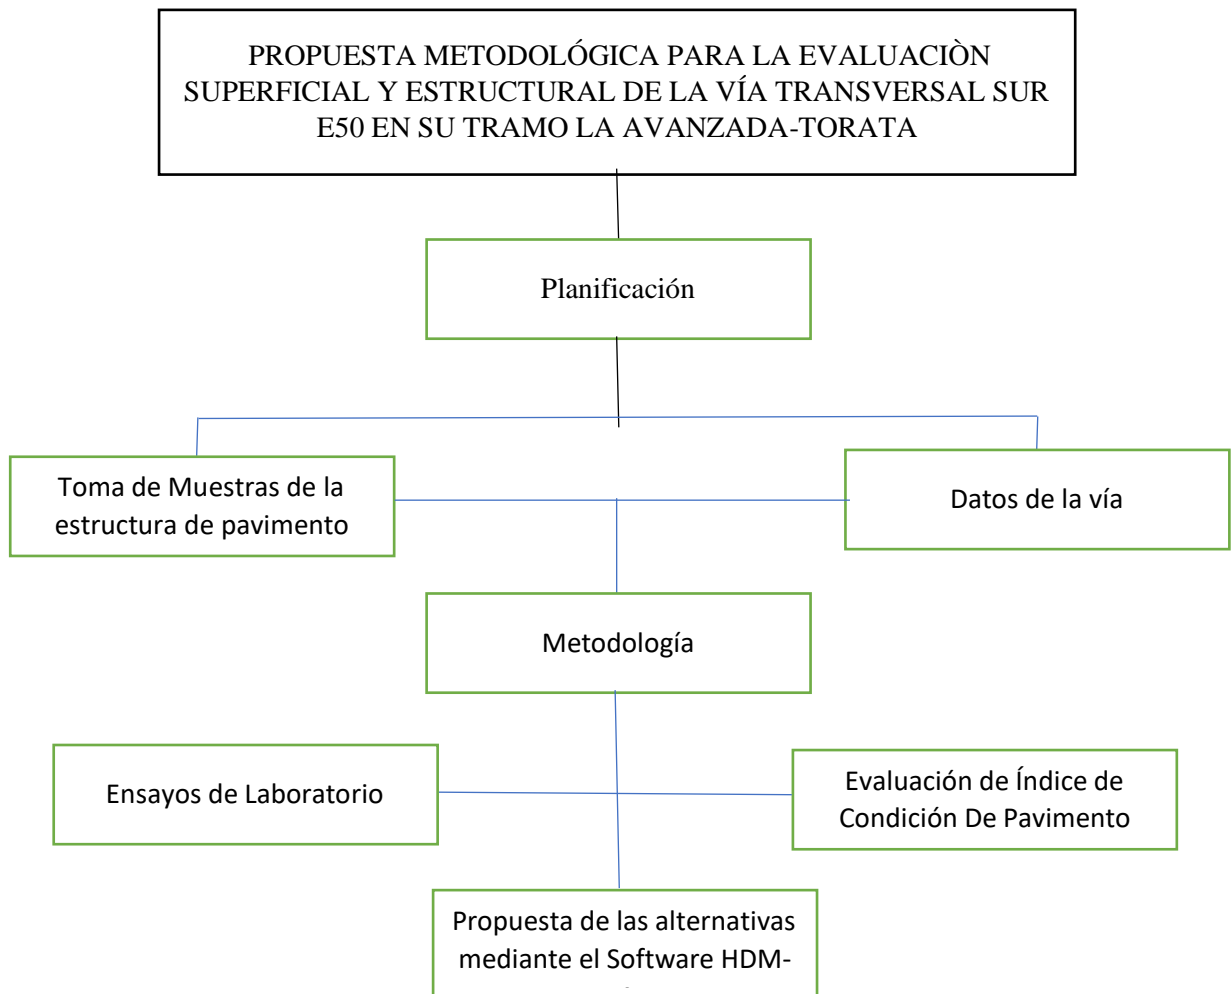 PROPUESTA METODOLÓGICA PARA LA EVALUACIÒN
SUPERFICIAL Y ESTRUCTURAL DE LA VÍA TRANSVERSAL SUR
E50 EN SU TRAMO LA AVANZADA-TORATA
Planificación
Toma de Muestras de la
estructura de pavimento
Datos de la vía
Metodología
Ensayos de Laboratorio
Evaluación de Índice de
Condición De Pavimento
Propuesta de las alternativas
mediante el Software HDM-